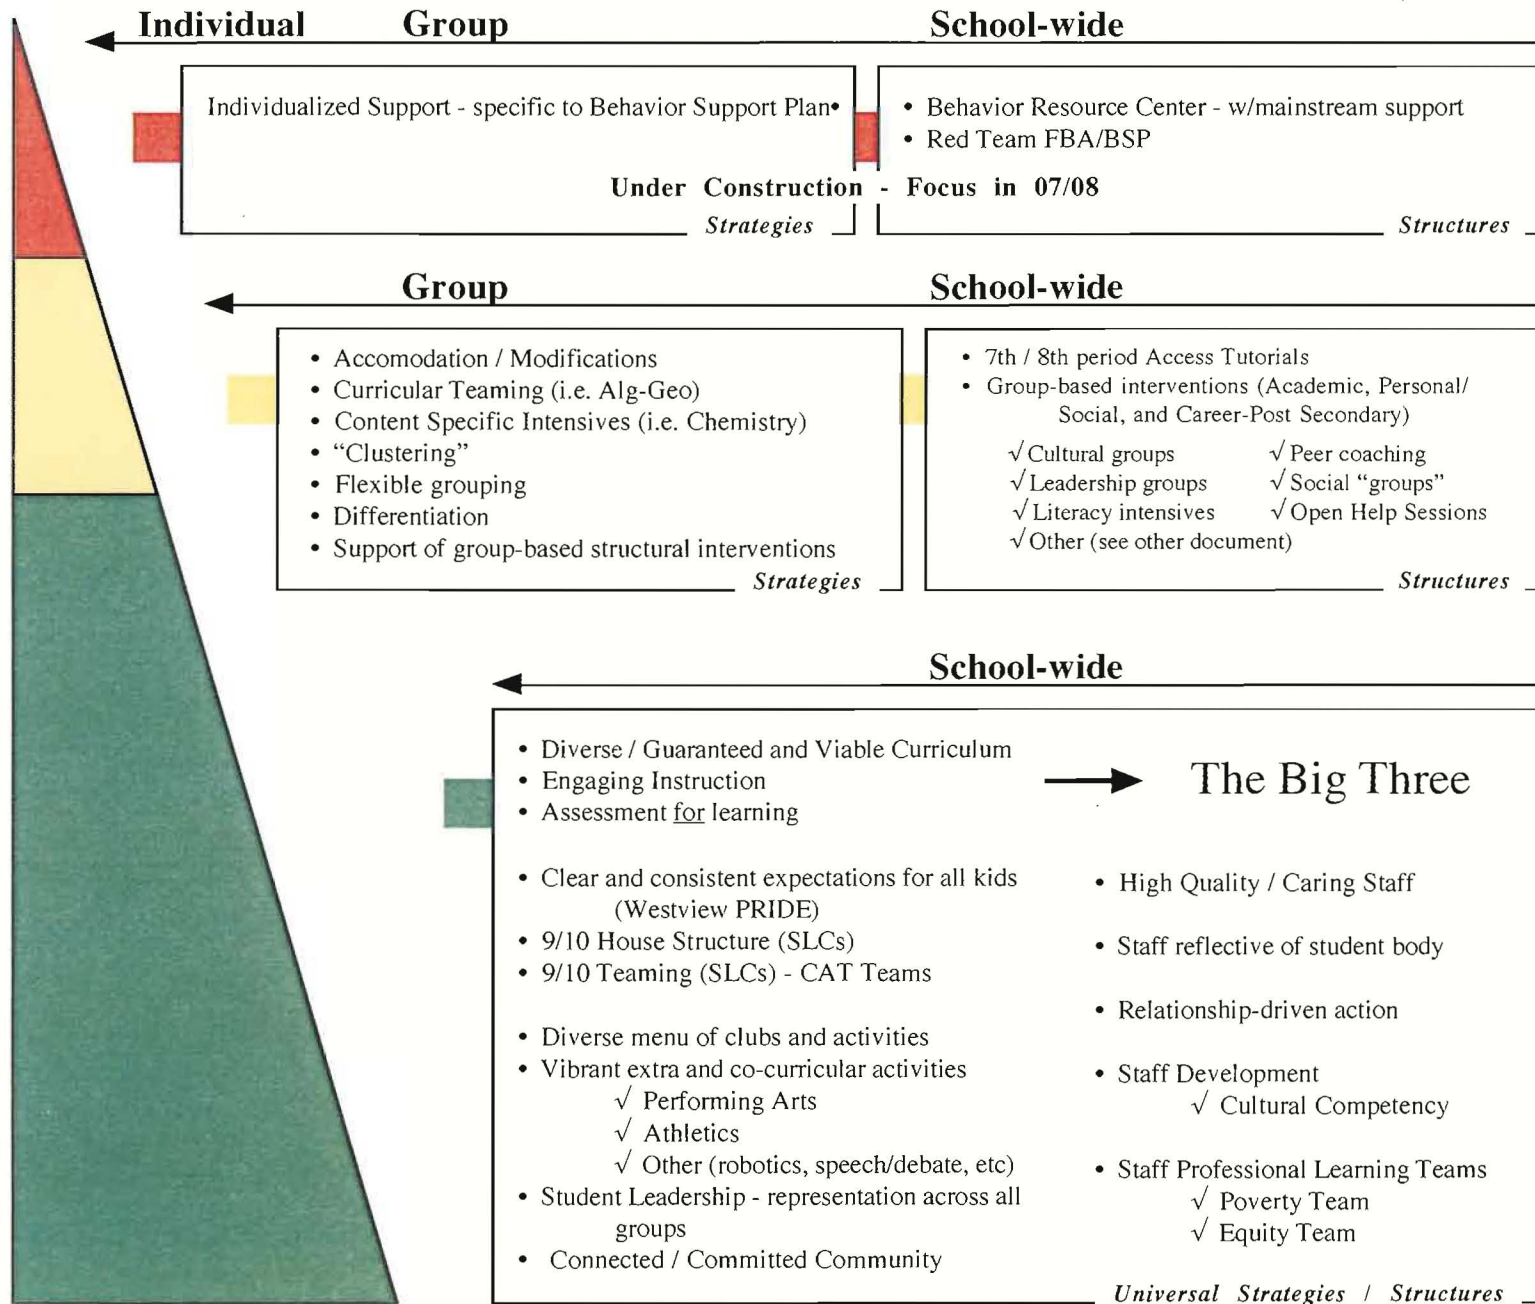 Individual Group School-wide
Individualized Support - specific to Behavior Support Plan•
• Behavior Resource Center - w/mainstream support
• Red Team FBA/BSP
Under Construction - Focus in 07/08
Strategies
Structures
Group School-wide
• Accomodation / Modifications
• Curricular Teaming (i.e. Alg-Geo)
• Content Specific Intensives (i.e. Chemistry)
• “Clustering”
• Flexible grouping
• Differentiation
• Support of group-based structural interventions
Strategies
• 7th / 8th period Access Tutorials
• Group-based interventions (Academic, Personal/
Social, and Career-Post Secondary)
√ Cultural groups √ Peer coaching
√ Leadership groups √ Social “groups”
√ Literacy intensives √ Open Help Sessions
√ Other (see other document)
Structures
School-wide
• Diverse / Guaranteed and Viable Curriculum
• Engaging Instruction
• Assessment for learning
The Big Three
• Clear and consistent expectations for all kids
(Westview PRIDE)
• 9/10 House Structure (SLCs)
• 9/10 Teaming (SLCs) - CAT Teams
• Diverse menu of clubs and activities
• Vibrant extra and co-curricular activities
√ Performing Arts
√ Athletics
√ Other (robotics, speech/debate, etc)
• Student Leadership - representation across all
groups
• Connected / Committed Community
• High Quality / Caring Staff
• Staff reflective of student body
• Relationship-driven action
• Staff Development
√ Cultural Competency
• Staff Professional Learning Teams
√ Poverty Team
√ Equity Team
Universal Strategies / Structures